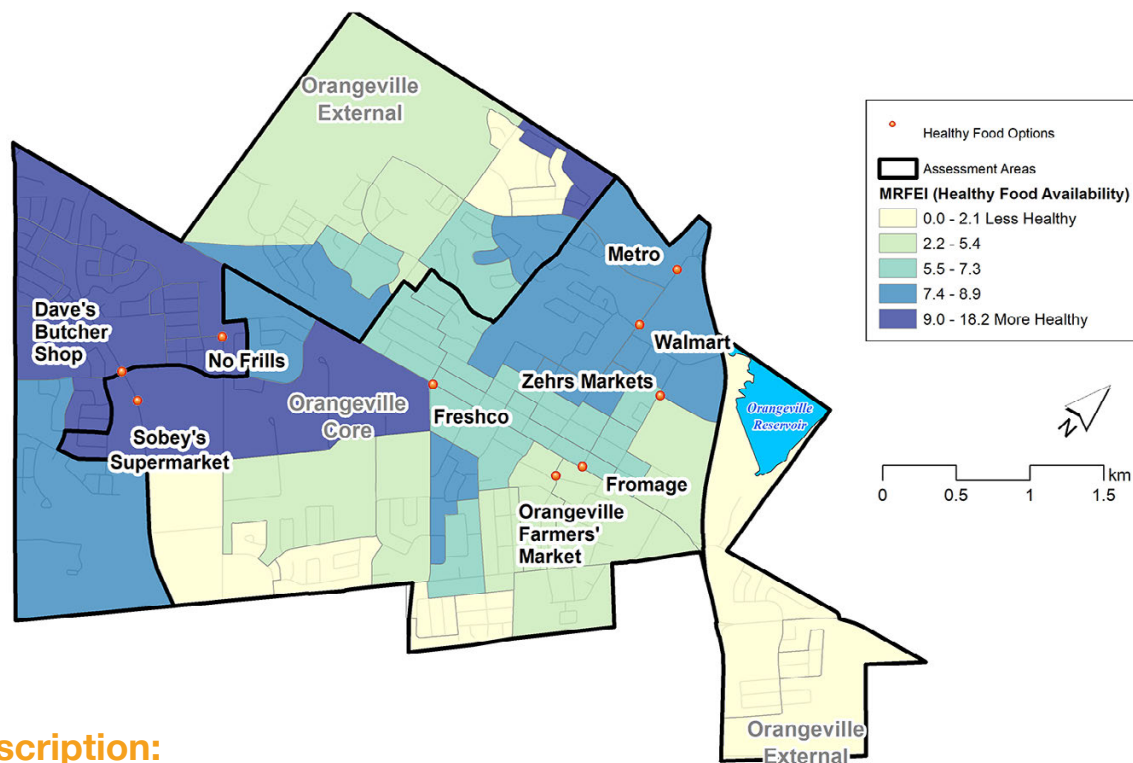 Orangeville
External
Metro
Dave's
Butcher
Shop
No Frills
Walmart
Zehrs Markets
Orangeville
Core
Freshco
Orangeville
Reservoir
Sobey's
Supermarket
Fromage
Orangeville
Farmers'
Market
Orangeville
External
Healthy Food Options
Assessment Areas
MRFEI (Healthy Food Availability)
0.0 - 2.1 Less Healthy
2.2 - 5.4
5.5 - 7.3
7.4 - 8.9
9.0 - 18.2 More Healthy
N
km
0 0.5 1 1.5
scription: